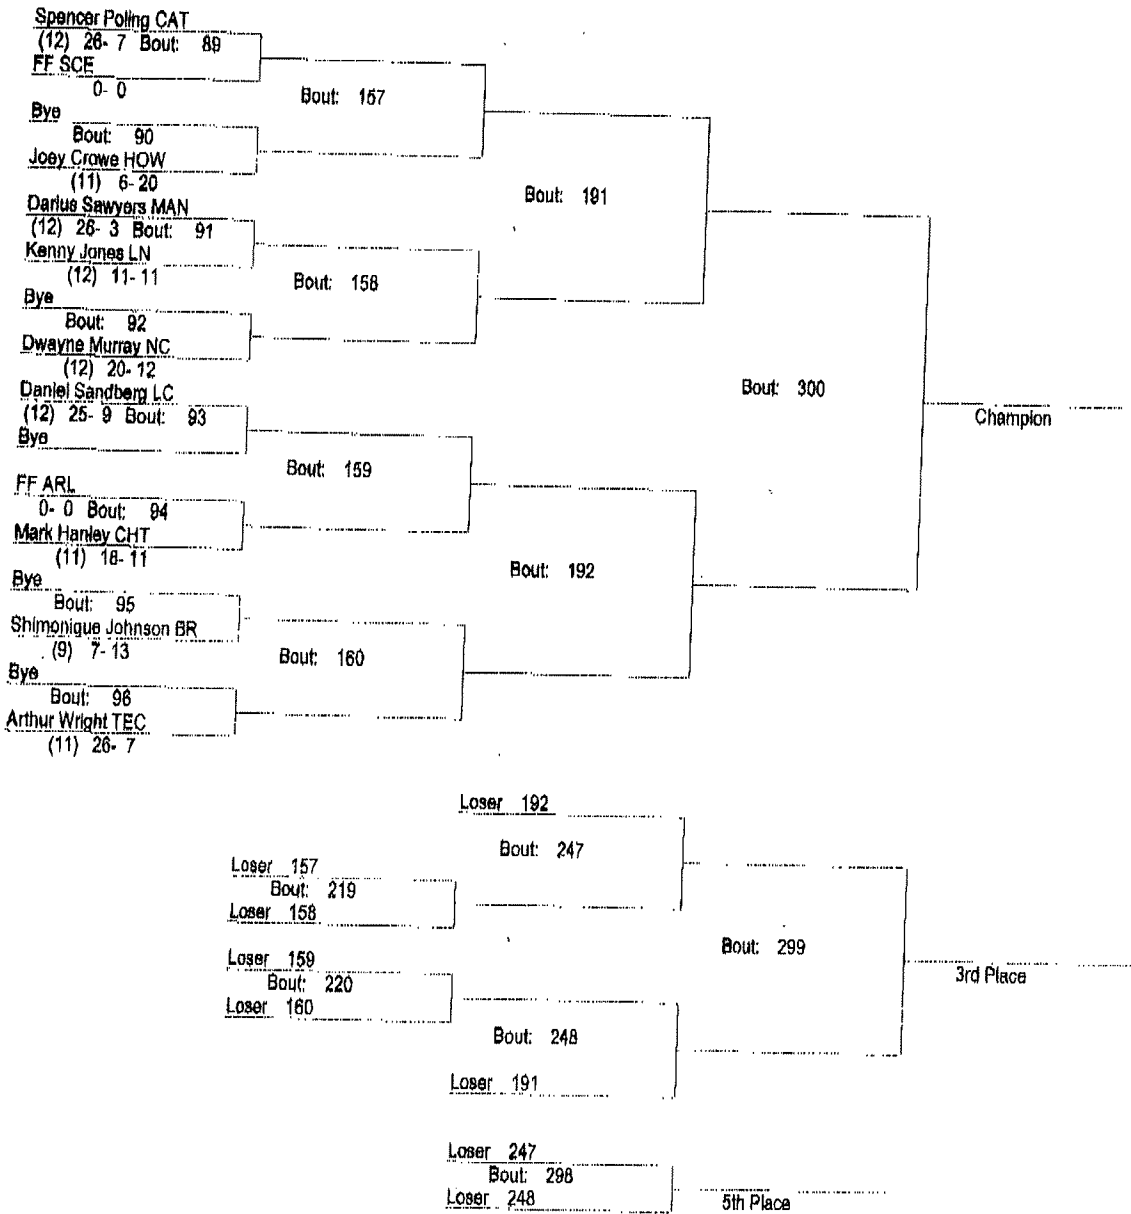 Spencer Poling CAT
(12) 26- 7 Bout: 89
FF SCE
0- 0
Bout: 157
Bye
Bout: 90
Joey Crowe HOW
(11) 6- 20
Bout: 191
Darius Sawyers MAN
(12) 26- 3 Bout: 91
Kenny Jones LN
(12) 11- 11
Bout: 158
Bye
Bout: 92
Dwayne Murray NC
(12) 20- 12
Bout: 300
Champion
Daniel Sandberg LC
(12) 25- 9 Bout: 93
Bye
Bout: 159
FF ARL
0- 0 Bout: 94
Mark Hanley CHT
(11) 18- 11
Bout: 192
Bye
Bout: 95
Shimonique Johnson BR
(9) 7- 13
Bout: 160
Bye
Bout: 96
Arthur Wright TEC
(11) 26- 7
Loser 192
Bout: 247
Loser 157
Bout: 219
Loser 158
Bout: 299
3rd Place
Loser 159
Bout: 220
Loser 160
Bout: 248
Loser 191
Loser 247
Bout: 298
Loser 248
5th Place